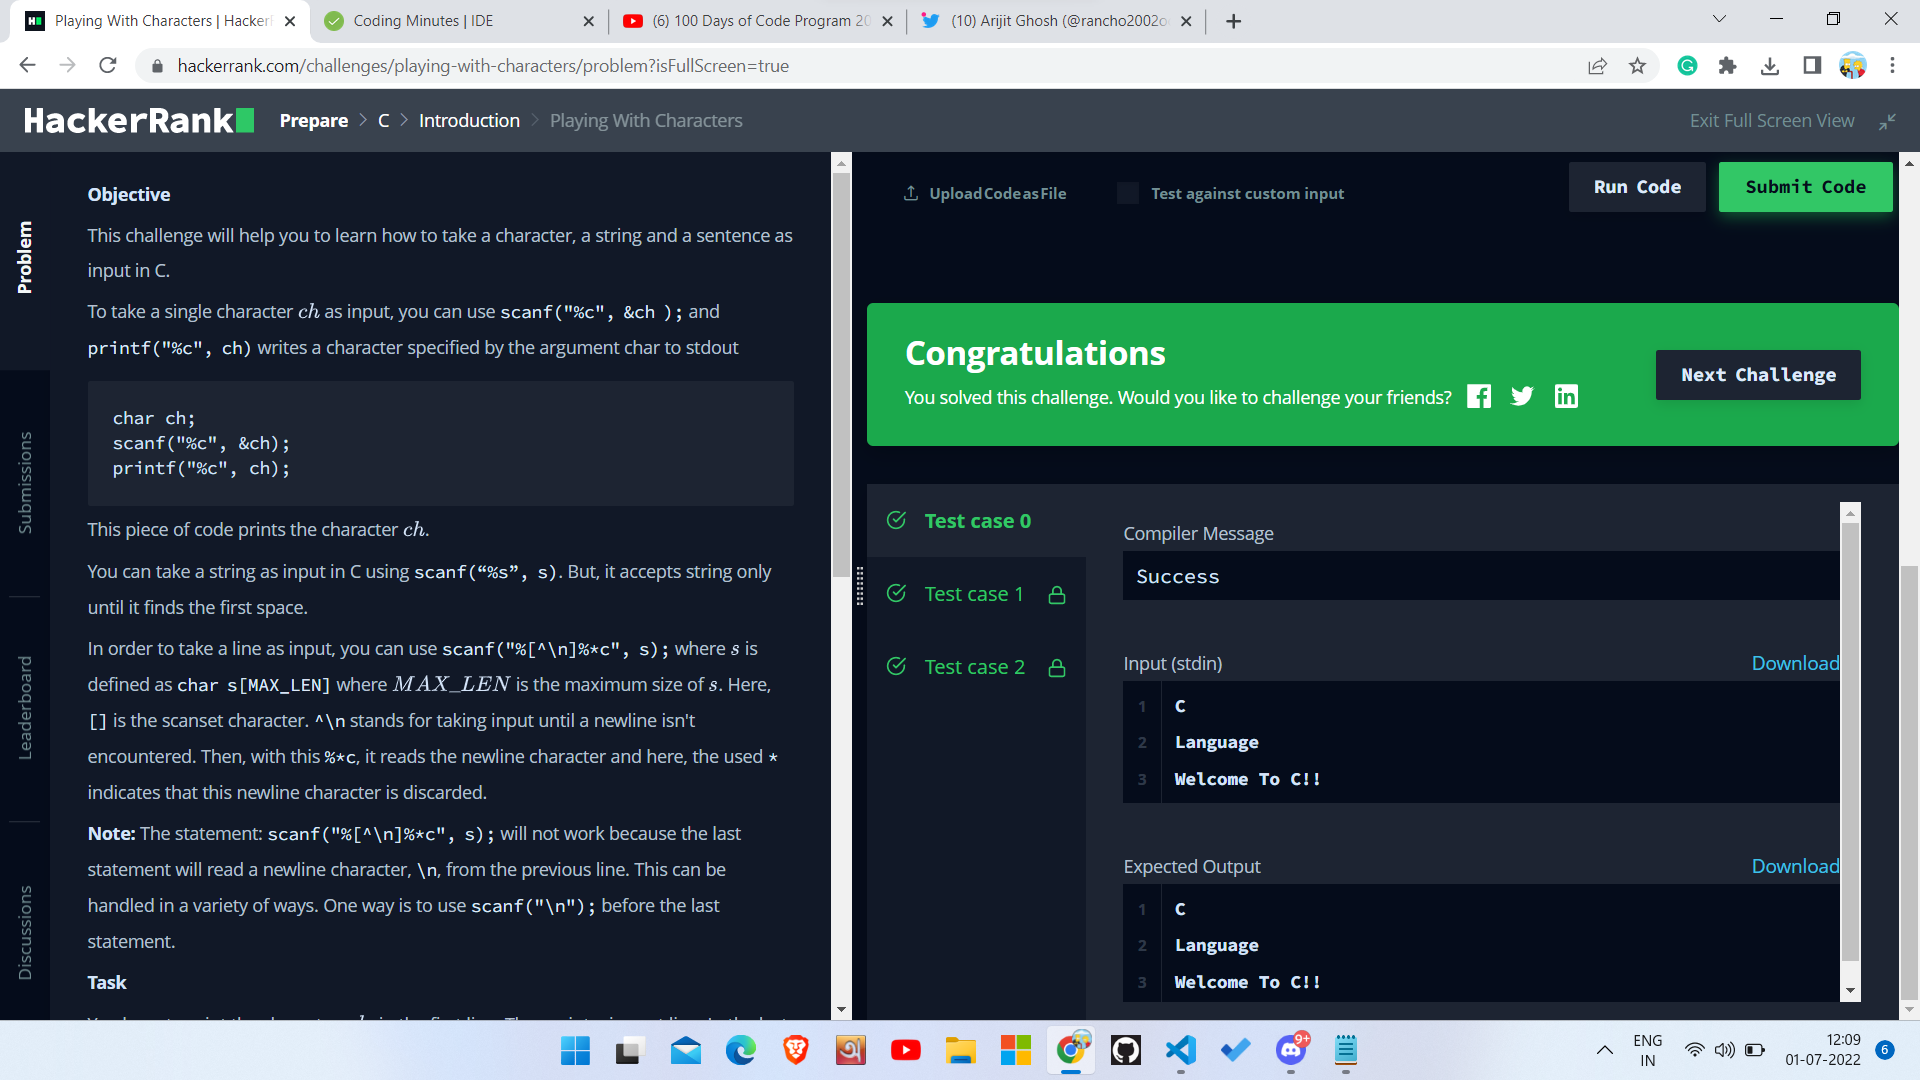 Playing With Characters | Hacker
Coding Minutes | IDE
(6) 100 Days of Code Program 20
(10) Arijit Ghosh (@rancho2002o
hackerrank.com/challenges/playing-with-characters/problem?isFullScreen=true
HackerRank
Prepare > C > Introduction > Playing With Characters
Exit Full Screen View
Problem
Submissions
Leaderboard
Discussions
Objective
This challenge will help you to learn how to take a character, a string and a sentence as
input in C.
To take a single character ch as input, you can use scanf("%c", &ch ); and
printf("%c", ch) writes a character specified by the argument char to stdout
char ch;
scanf("%c", &ch);
printf("%c", ch);
This piece of code prints the character ch.
You can take a string as input in C using scanf(“%s”, s). But, it accepts string only
until it finds the first space.
In order to take a line as input, you can use scanf("%[^\n]%*c", s); where s is
defined as char s[MAX_LEN] where MAX_LEN is the maximum size of s. Here,
[] is the scanset character. ^\n stands for taking input until a newline isn't
encountered. Then, with this %*c, it reads the newline character and here, the used *
indicates that this newline character is discarded.
Note: The statement: scanf("%[^\n]%*c", s); will not work because the last
statement will read a newline character, \n, from the previous line. This can be
handled in a variety of ways. One way is to use scanf("\n"); before the last
statement.
Task
Upload Code as File
Test against custom input
Run Code
Submit Code
Congratulations
You solved this challenge. Would you like to challenge your friends?
Next Challenge
Test case 0
Test case 1
Test case 2
Compiler Message
Success
Input (stdin)
Download
1 C
2 Language
3 Welcome To C!!
Expected Output
Download
1 C
2 Language
3 Welcome To C!!
9+
ENG
IN
12:09
01-07-2022
6